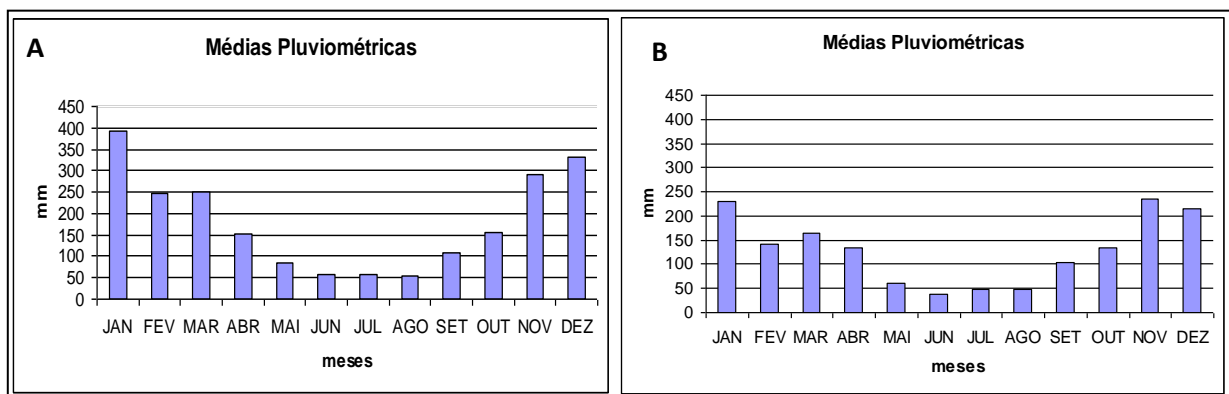 A
Médias Pluviométricas
mm
450
400
350
300
250
200
150
100
50
0
JAN FEV MAR ABR MAI JUN JUL AGO SET OUT NOV DEZ
meses
B
Médias Pluviométricas
mm
450
400
350
300
250
200
150
100
50
0
JAN FEV MAR ABR MAI JUN JUL AGO SET OUT NOV DEZ
meses